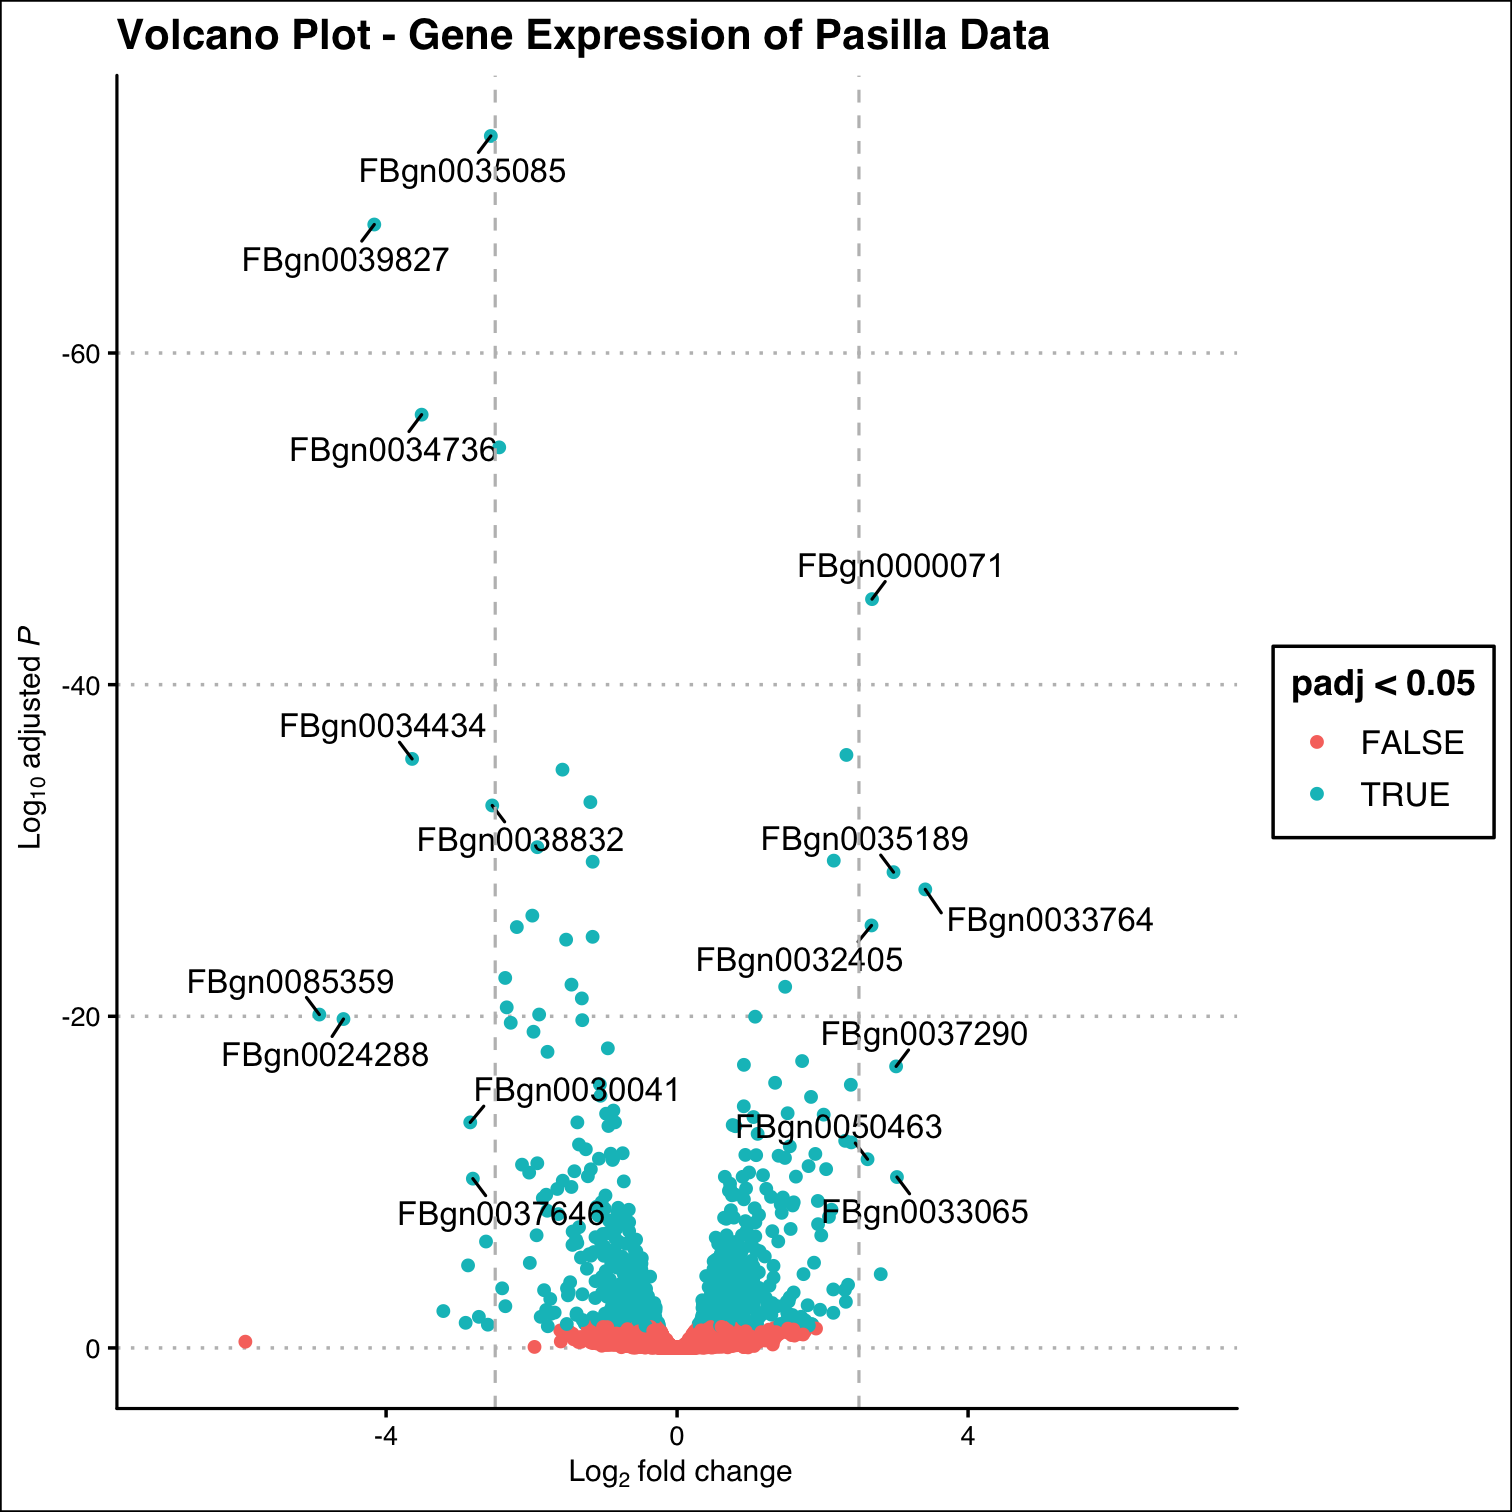 Volcano Plot - Gene Expression of Pasilla Data
FBgn0035085
FBgn0039827
-60
FBgn0034736
FBgn0000071
-40
FBgn0034434
FBgn0038832
FBgn0035189
FBgn0033764
FBgn0032405
FBgn0085359
-20
FBgn0024288
FBgn0037290
FBgn0030041
FBgn0050463
FBgn0037646
FBgn0033065
0
-4
0
4
Log2 fold change
Log10 adjusted P
padj < 0.05
FALSE
TRUE